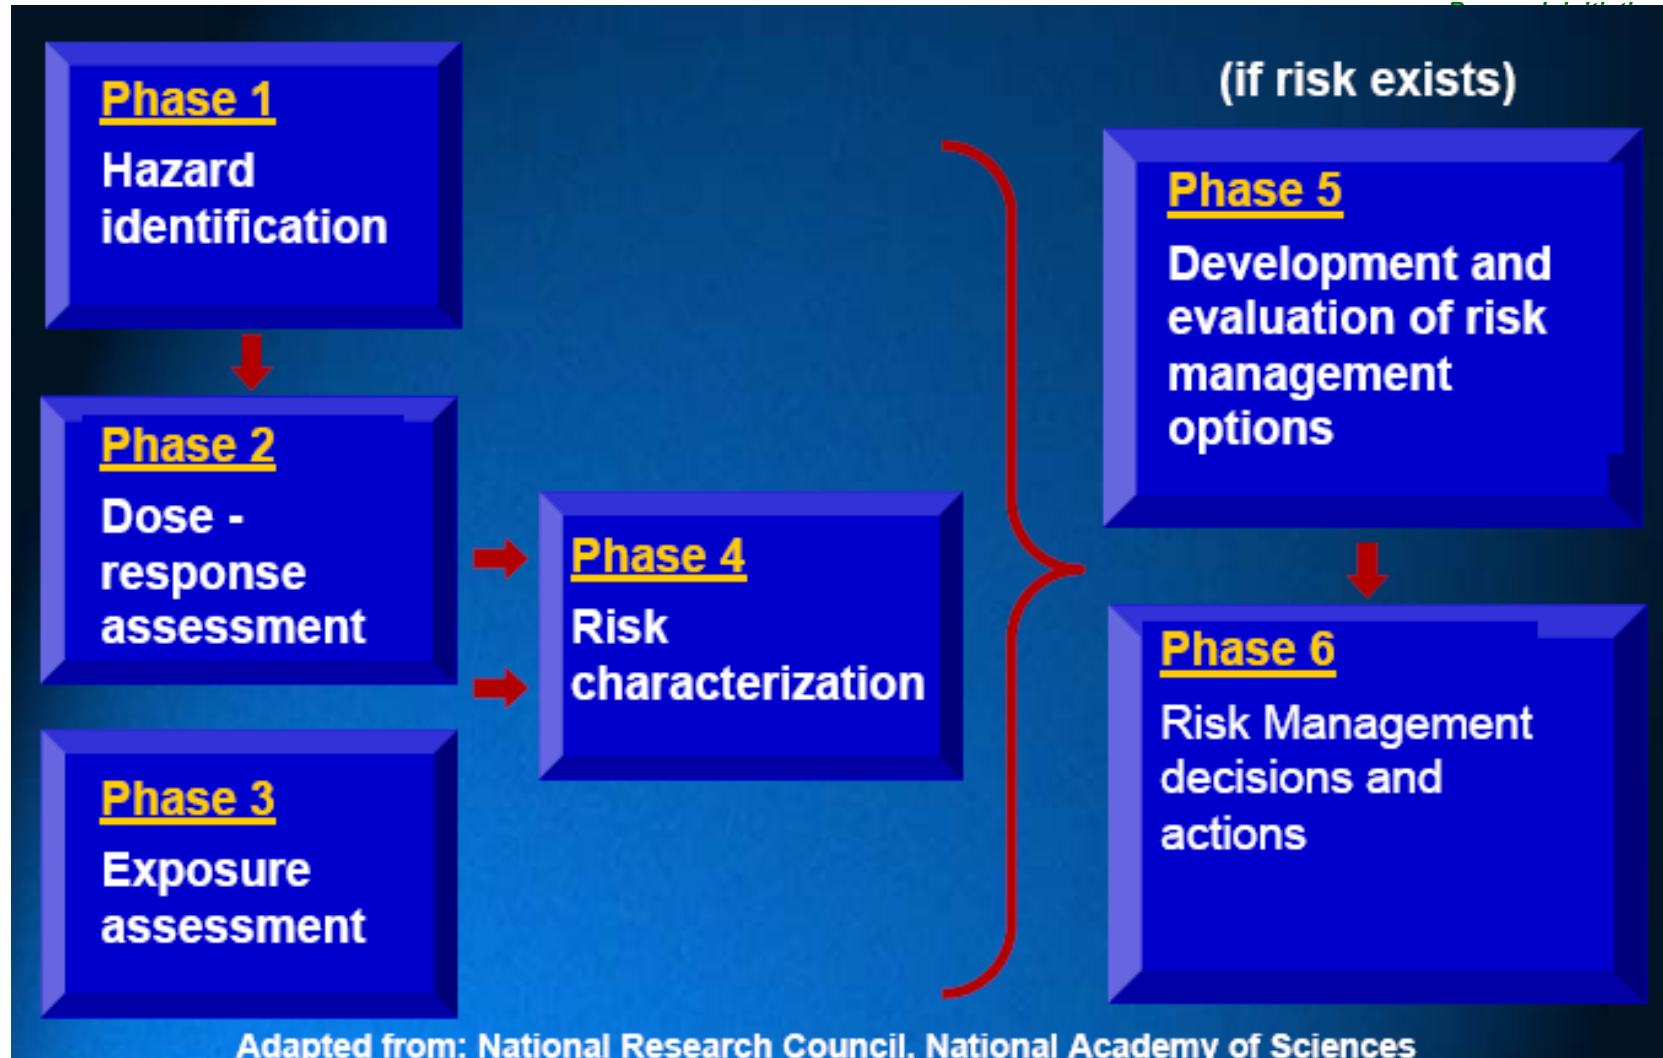 Phase 1
Hazard
identification
Phase 2
Dose -
response
assessment
Phase 3
Exposure
assessment
Phase 4
Risk
characterization
(if risk exists)
Phase 5
Development and
evaluation of risk
management
options
Phase 6
Risk Management
decisions and
actions
Adapted from: National Research Council, National Academy of Sciences